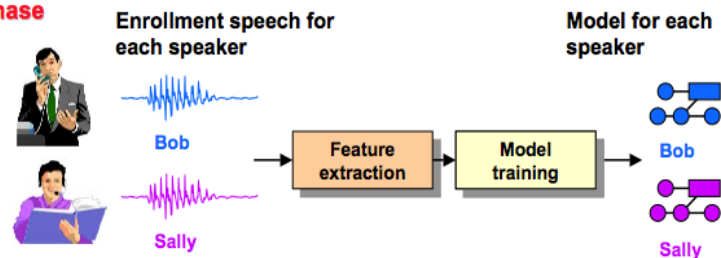 hase
Enrollment speech for
each speaker
Model for each
speaker
Bob
Sally
Feature
extraction
Model
training
Bob
Sally